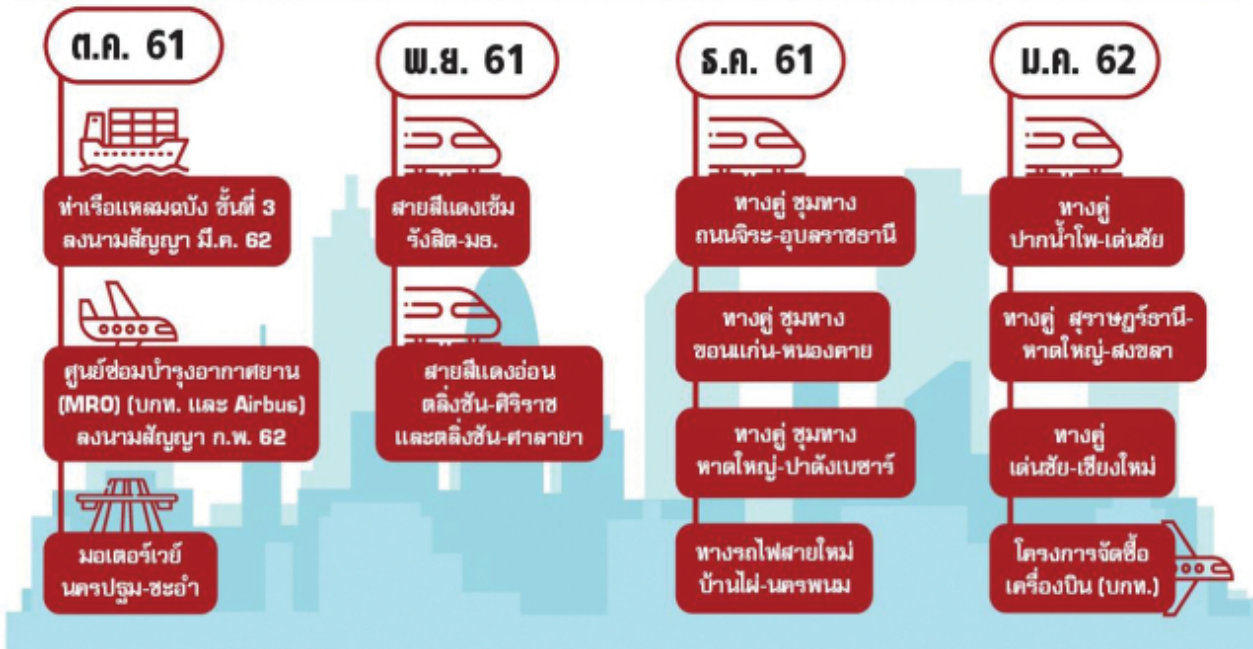 ต.ค. 61
ท่าเรือแหลมฉบัง ขั้นที่ 3
ลงนามสัญญา มี.ค. 62
ศูนย์ซ่อมบำรุงอากาศยาน
(MRO) (บกท. และ Airbus)
ลงนามสัญญา ก.พ. 62
มอเตอร์เวย์
นครปฐม-ชะอำ
พ.ย. 61
สายสีแดงเข้ม
รังสิต-มธ.
สายสีแดงอ่อน
ตลิ่งชัน-ศิริราช
และตลิ่งชัน-ศาลายา
ธ.ค. 61
ทางคู่ ชุมทาง
ถนนจิระ-อุบลราชธานี
ทางคู่ ชุมทาง
ขอนแก่น-หนองคาย
ทางคู่ ชุมทาง
หาดใหญ่-ปาดังเบซาร์
ทางรถไฟสายใหม่
บ้านไผ่-นครพนม
ม.ค. 62
ทางคู่
ปากน้ำโพ-เด่นชัย
ทางคู่ สุราษฎร์ธานี-
หาดใหญ่-สงขลา
ทางคู่
เด่นชัย-เชียงใหม่
โครงการจัดซื้อ
เครื่องบิน (บกท.)